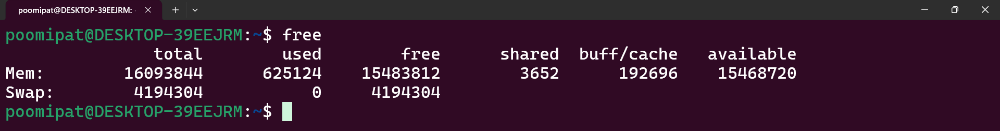 poomipat@DESKTOP-39EEJRM: ~
poomipat@DESKTOP-39EEJRM:~$ free
               total        used        free      shared  buff/cache   available
Mem:        16093844      625124    15483812        3652      192696    15468720
Swap:        4194304           0     4194304
poomipat@DESKTOP-39EEJRM:~$